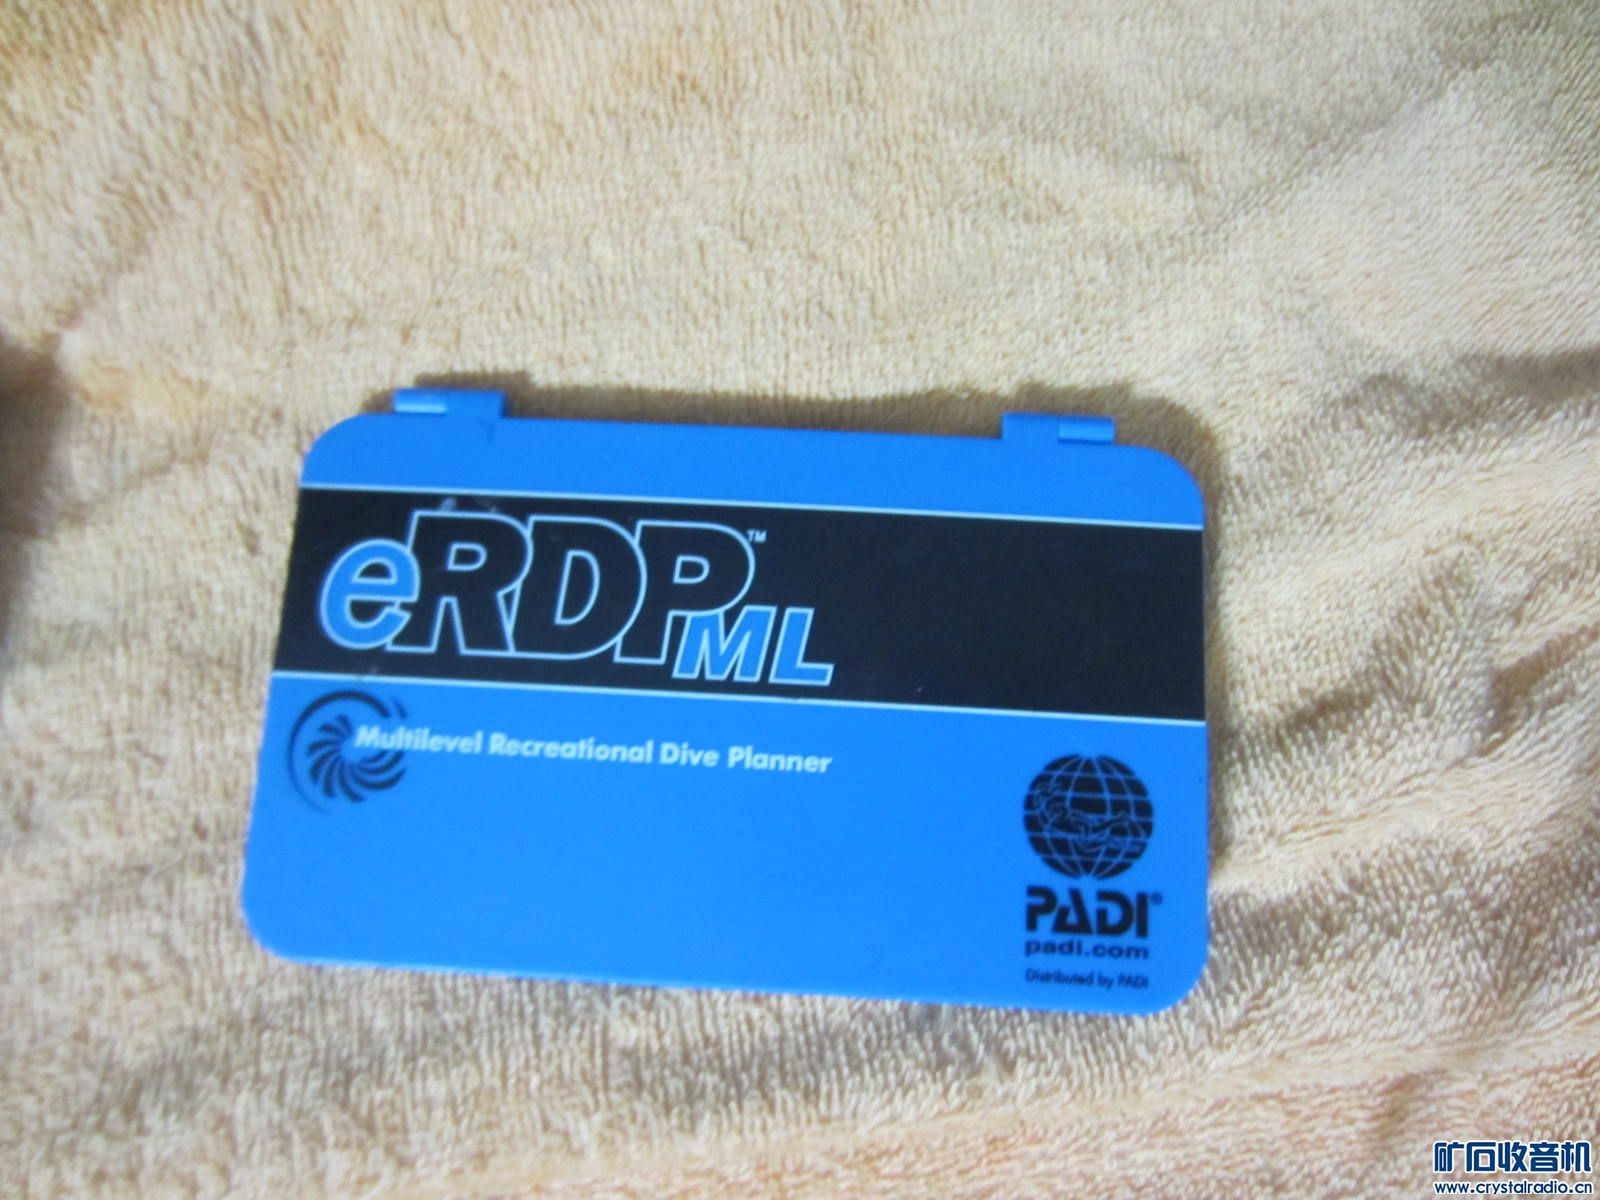 eRDP™
ML
Multilevel Recreational Dive Planner
PADI®
padi.com
Distributed by PADI
矿石收音机
www.crystalradio.cn